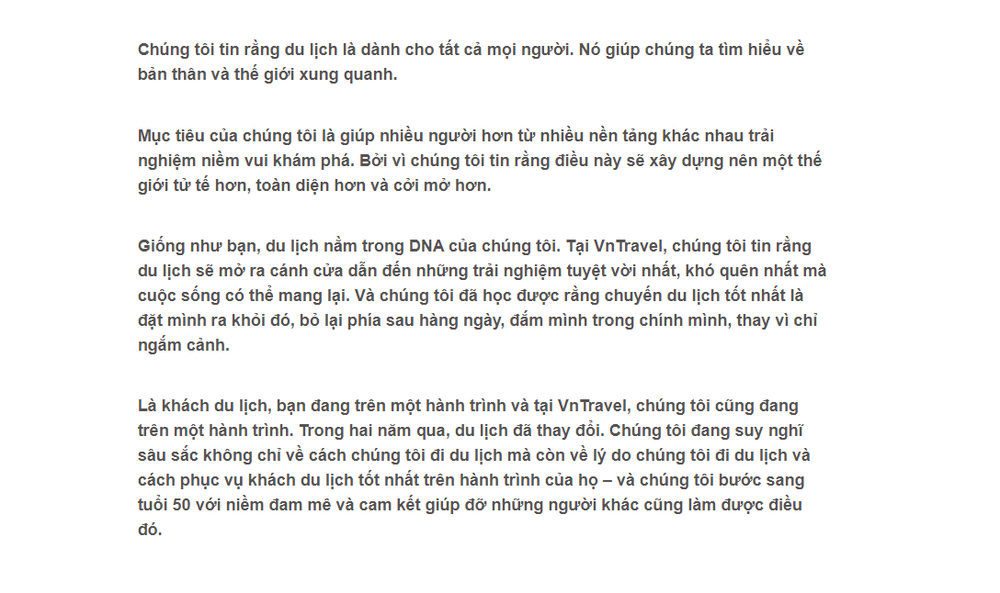 Chúng tôi tin rằng du lịch là dành cho tất cả mọi người. Nó giúp chúng ta tìm hiểu về
bản thân và thế giới xung quanh.
Mục tiêu của chúng tôi là giúp nhiều người hơn từ nhiều nền tảng khác nhau trải
nghiệm niềm vui khám phá. Bởi vì chúng tôi tin rằng điều này sẽ xây dựng nên một thế
giới tử tế hơn, toàn diện hơn và cởi mở hơn.
Giống như bạn, du lịch nằm trong DNA của chúng tôi. Tại VnTravel, chúng tôi tin rằng
du lịch sẽ mở ra cánh cửa dẫn đến những trải nghiệm tuyệt vời nhất, khó quên nhất mà
cuộc sống có thể mang lại. Và chúng tôi đã học được rằng chuyến du lịch tốt nhất là
đặt mình ra khỏi đó, bỏ lại phía sau hàng ngày, đắm mình trong chính mình, thay vì chỉ
ngắm cảnh.
Là khách du lịch, bạn đang trên một hành trình và tại VnTravel, chúng tôi cũng đang
trên một hành trình. Trong hai năm qua, du lịch đã thay đổi. Chúng tôi đang suy nghĩ
sâu sắc không chỉ về cách chúng tôi đi du lịch mà còn về lý do chúng tôi đi du lịch và
cách phục vụ khách du lịch tốt nhất trên hành trình của họ – và chúng tôi bước sang
tuổi 50 với niềm đam mê và cam kết giúp đỡ những người khác cũng làm được điều
đó.